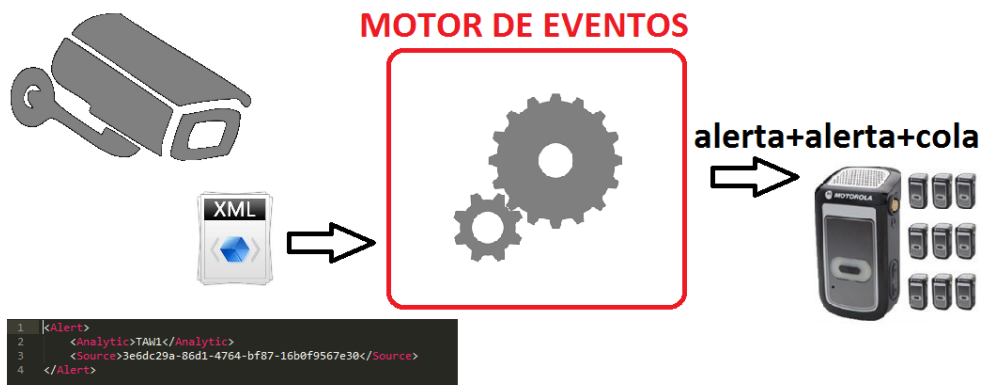 MOTOR DE EVENTOS
alerta+alerta+cola
MOTOROLA
XML
1 <Alert>
2 <Analytic>TAW1</Analytic>
3 <Source>3e6dc29a-86d1-4764-bf87-16b0f9567e30</Source>
4 </Alert>